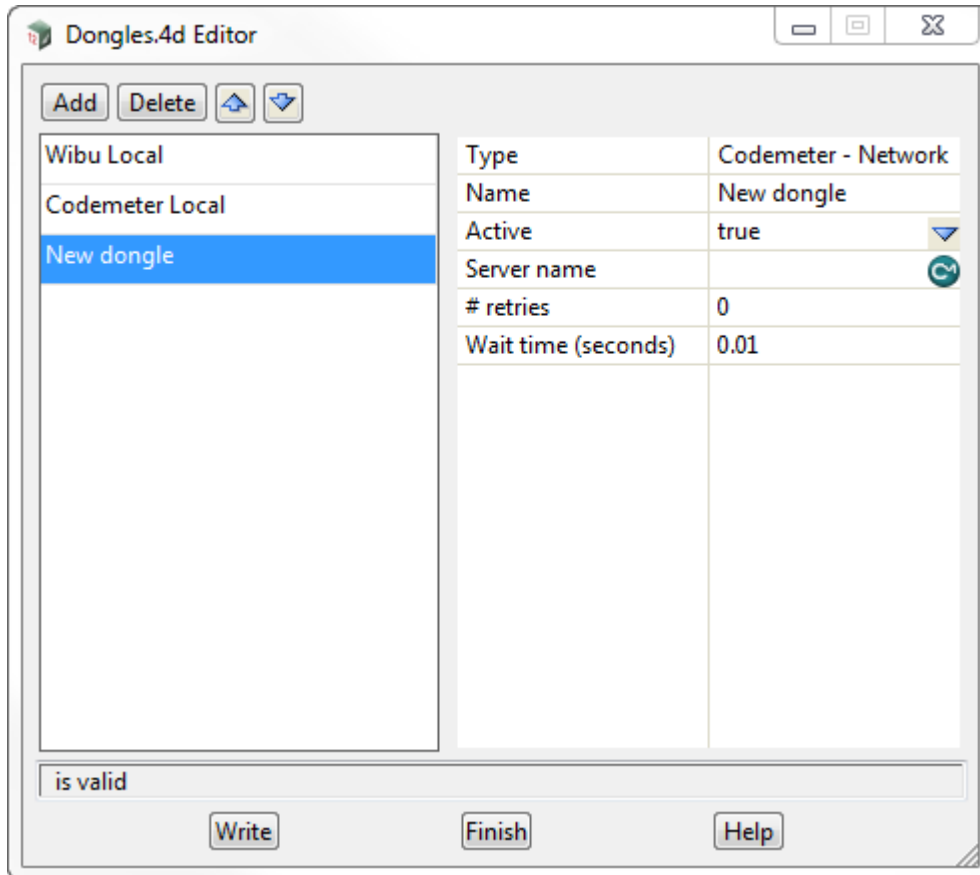 Dongles.4d Editor
Add Delete
Wibu Local
Codemeter Local
New dongle
Type Codemeter - Network
Name New dongle
Active true
Server name
# retries 0
Wait time (seconds) 0.01
is valid
Write Finish Help